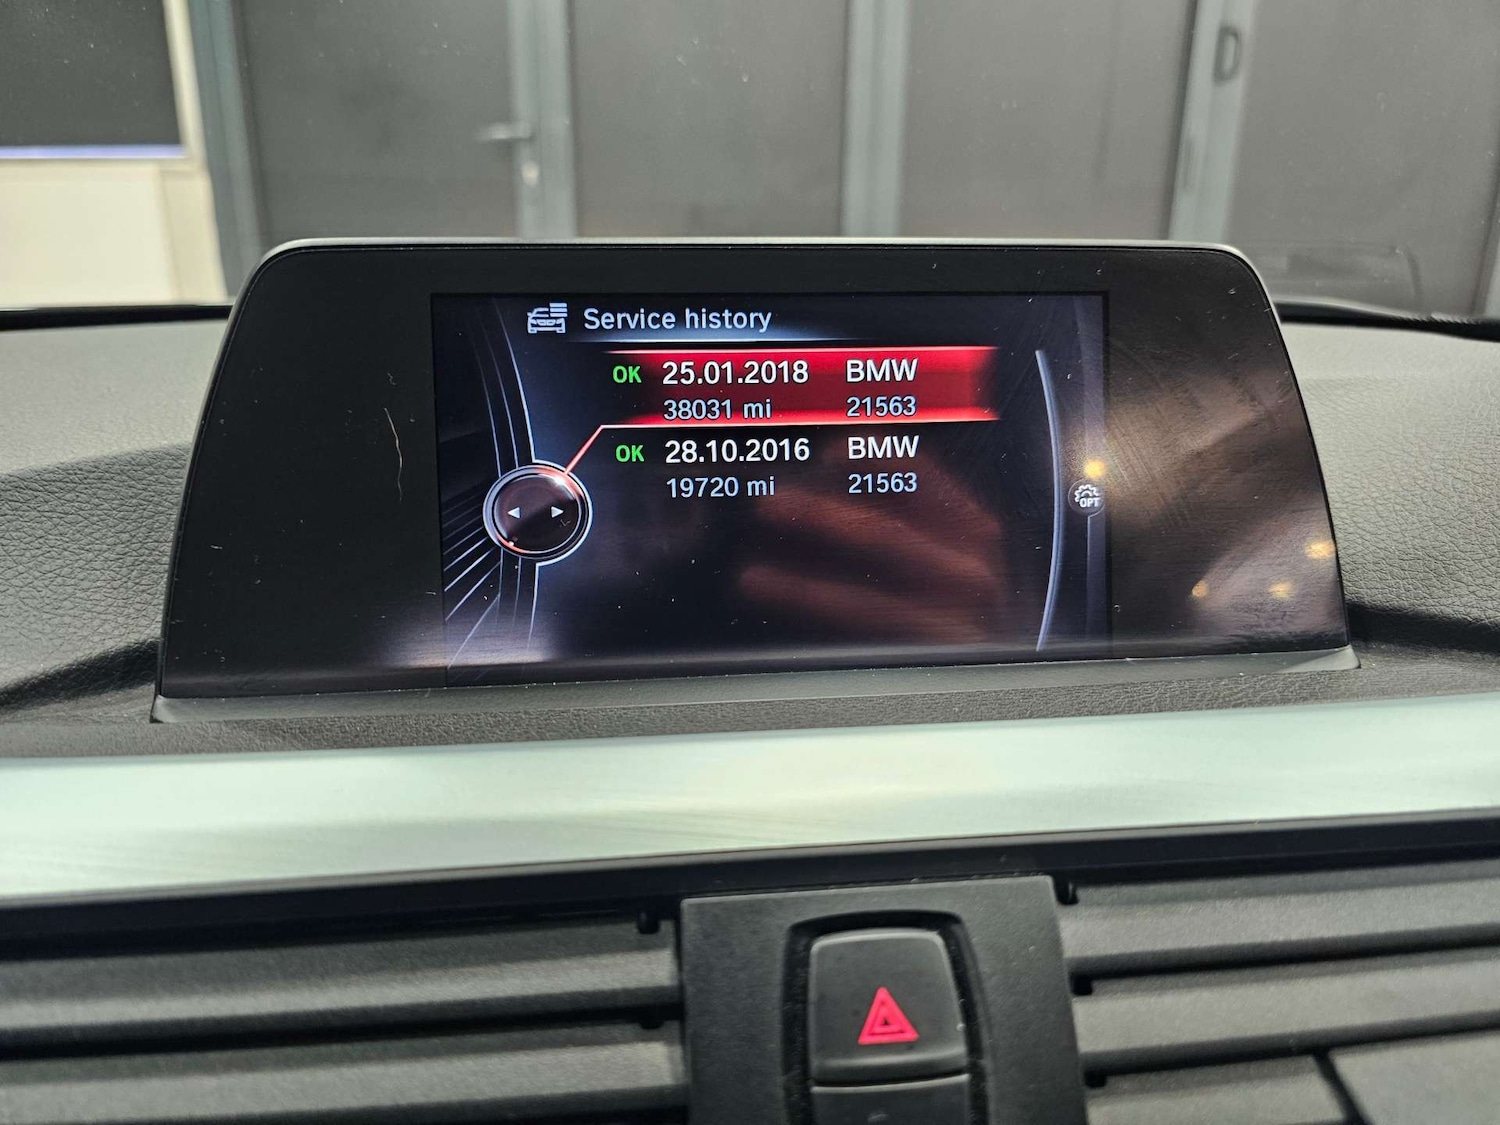 Service history
OK 25.01.2018 BMW
38031 mi 21563
OK 28.10.2016 BMW
19720 mi 21563
OPT